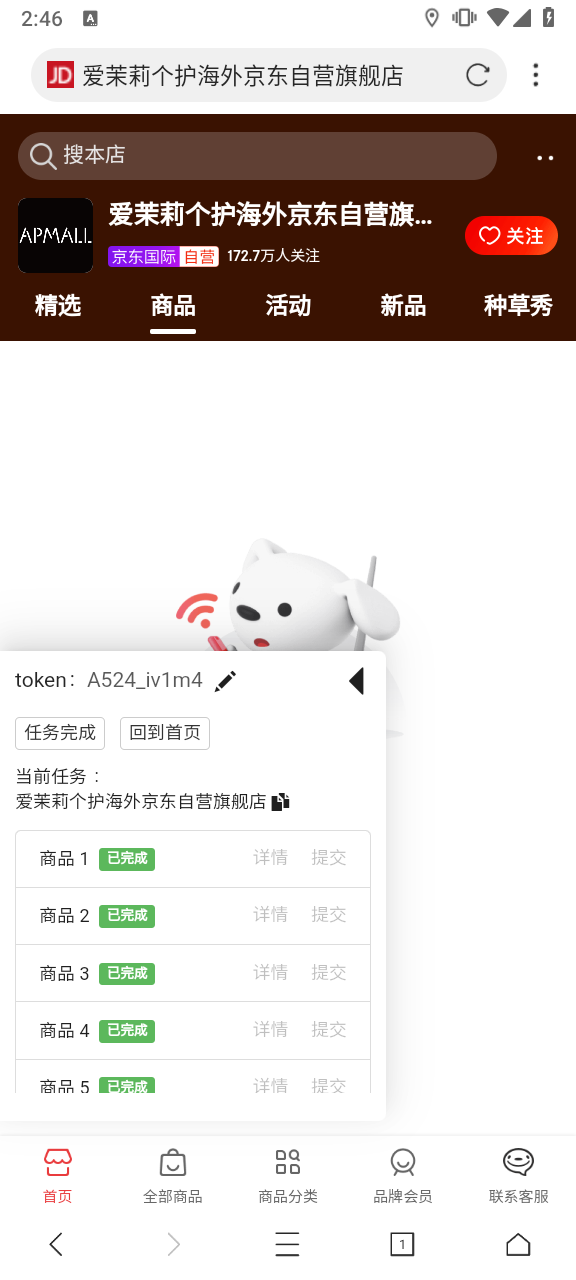 2:46
A
JD 爱茉莉个护海外京东自营旗舰店
搜本店
APMALL
爱茉莉个护海外京东自营旗...
京东国际 自营 172.7万人关注
关注
精选 商品 活动 新品 种草秀
token： A524_iv1m4
任务完成 回到首页
当前任务：
爱茉莉个护海外京东自营旗舰店
商品 1 已完成 详情 提交
商品 2 已完成 详情 提交
商品 3 已完成 详情 提交
商品 4 已完成 详情 提交
商品 5 已完成 详情 提交
首页 全部商品 商品分类 品牌会员 联系客服
1